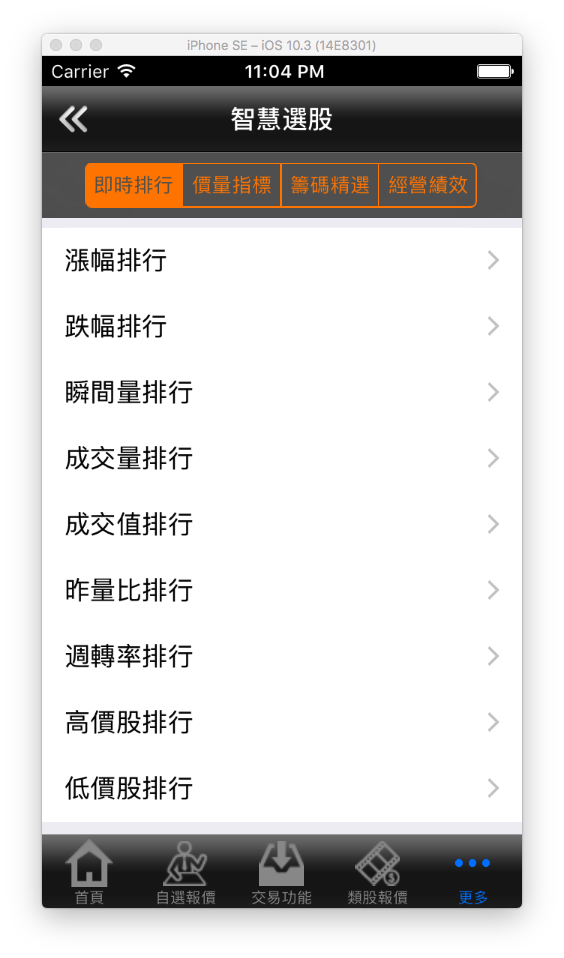 iPhone SE – iOS 10.3 (14E8301)
Carrier 11:04 PM
智慧選股
即時排行 價量指標 籌碼精選 經營績效
漲幅排行
跌幅排行
瞬間量排行
成交量排行
成交值排行
昨量比排行
週轉率排行
高價股排行
低價股排行
首頁 自選報價 交易功能 類股報價 更多